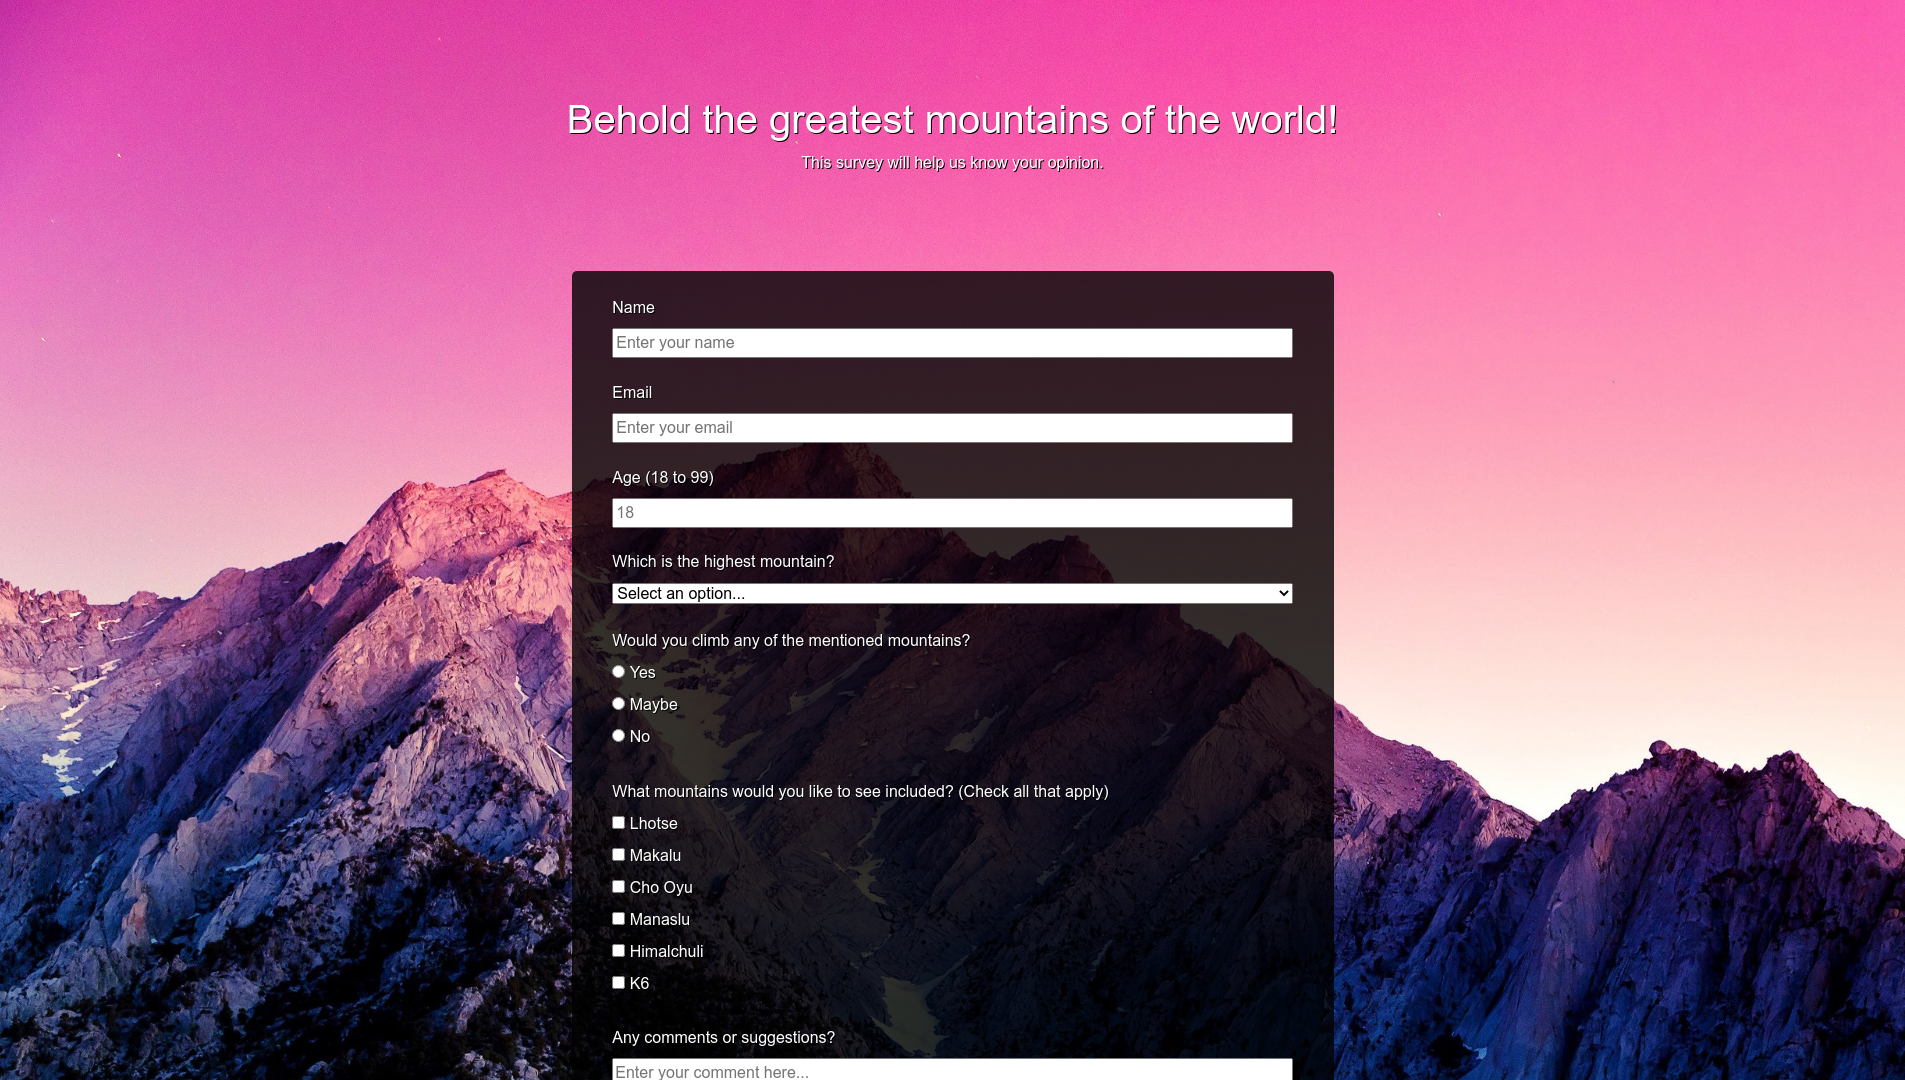 Behold the greatest mountains of the world!
This survey will help us know your opinion.
Name
Enter your name
Email
Enter your email
Age (18 to 99)
18
Which is the highest mountain?
Select an option...
Would you climb any of the mentioned mountains?
Yes
Maybe
No
What mountains would you like to see included? (Check all that apply)
Lhotse
Makalu
Cho Oyu
Manaslu
Himalchuli
K6
Any comments or suggestions?
Enter your comment here...